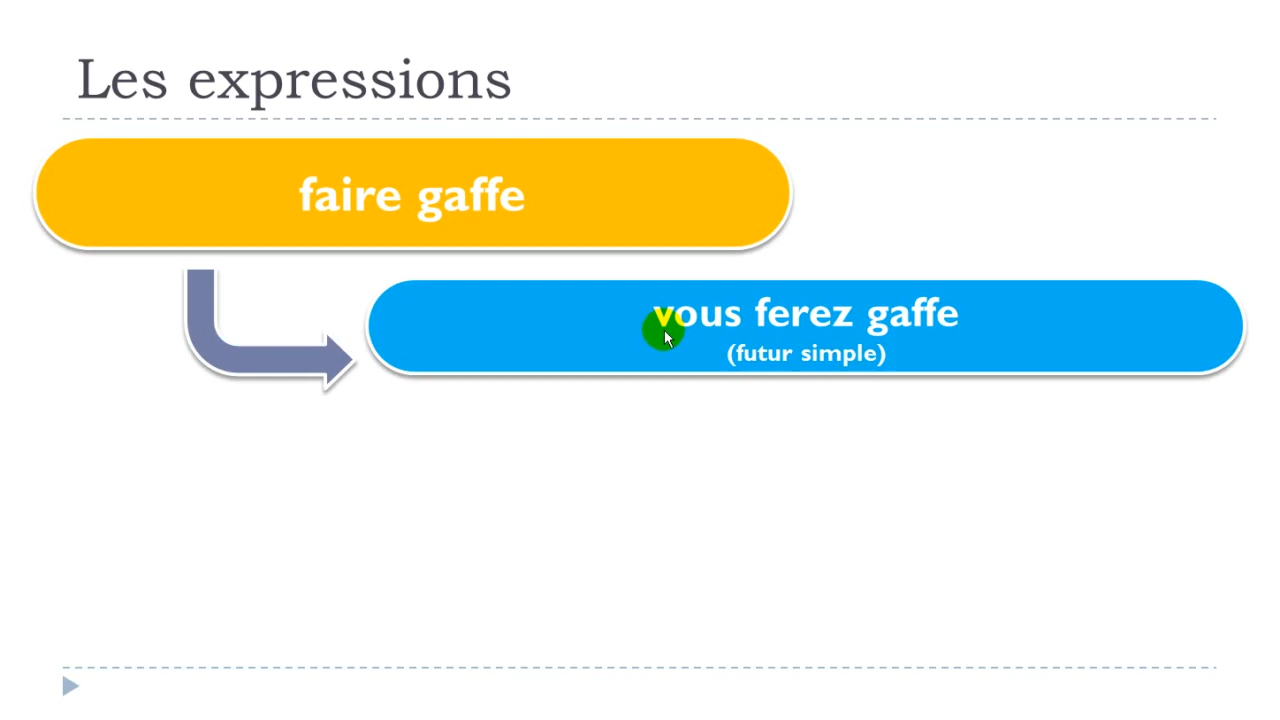 Les expressions
faire gaffe
vous ferez gaffe
(futur simple)